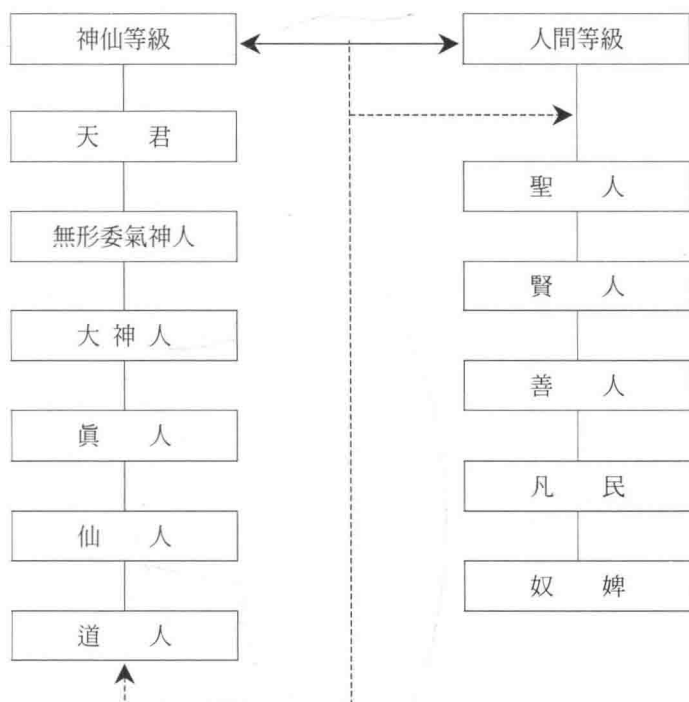 神仙等級
天君
無形委氣神人
大神人
眞人
仙人
道人
人間等級
聖人
賢人
善人
凡民
奴婢